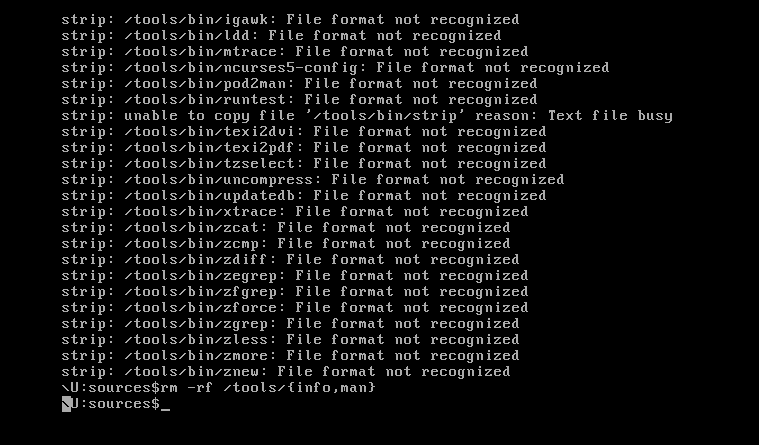 strip: /tools/bin/igawk: File format not recognized
strip: /tools/bin/ldd: File format not recognized
strip: /tools/bin/mtrace: File format not recognized
strip: /tools/bin/ncurses5-config: File format not recognized
strip: /tools/bin/pod2man: File format not recognized
strip: /tools/bin/runtest: File format not recognized
strip: unable to copy file '/tools/bin/strip' reason: Text file busy
strip: /tools/bin/texi2dvi: File format not recognized
strip: /tools/bin/texi2pdf: File format not recognized
strip: /tools/bin/tzselect: File format not recognized
strip: /tools/bin/uncompress: File format not recognized
strip: /tools/bin/updatedb: File format not recognized
strip: /tools/bin/xtrace: File format not recognized
strip: /tools/bin/zcat: File format not recognized
strip: /tools/bin/zcmp: File format not recognized
strip: /tools/bin/zdiff: File format not recognized
strip: /tools/bin/zegrep: File format not recognized
strip: /tools/bin/zfgrep: File format not recognized
strip: /tools/bin/zforce: File format not recognized
strip: /tools/bin/zgrep: File format not recognized
strip: /tools/bin/zless: File format not recognized
strip: /tools/bin/zmore: File format not recognized
strip: /tools/bin/znew: File format not recognized
\U:sources$rm -rf /tools/{info,man}
\U:sources$_